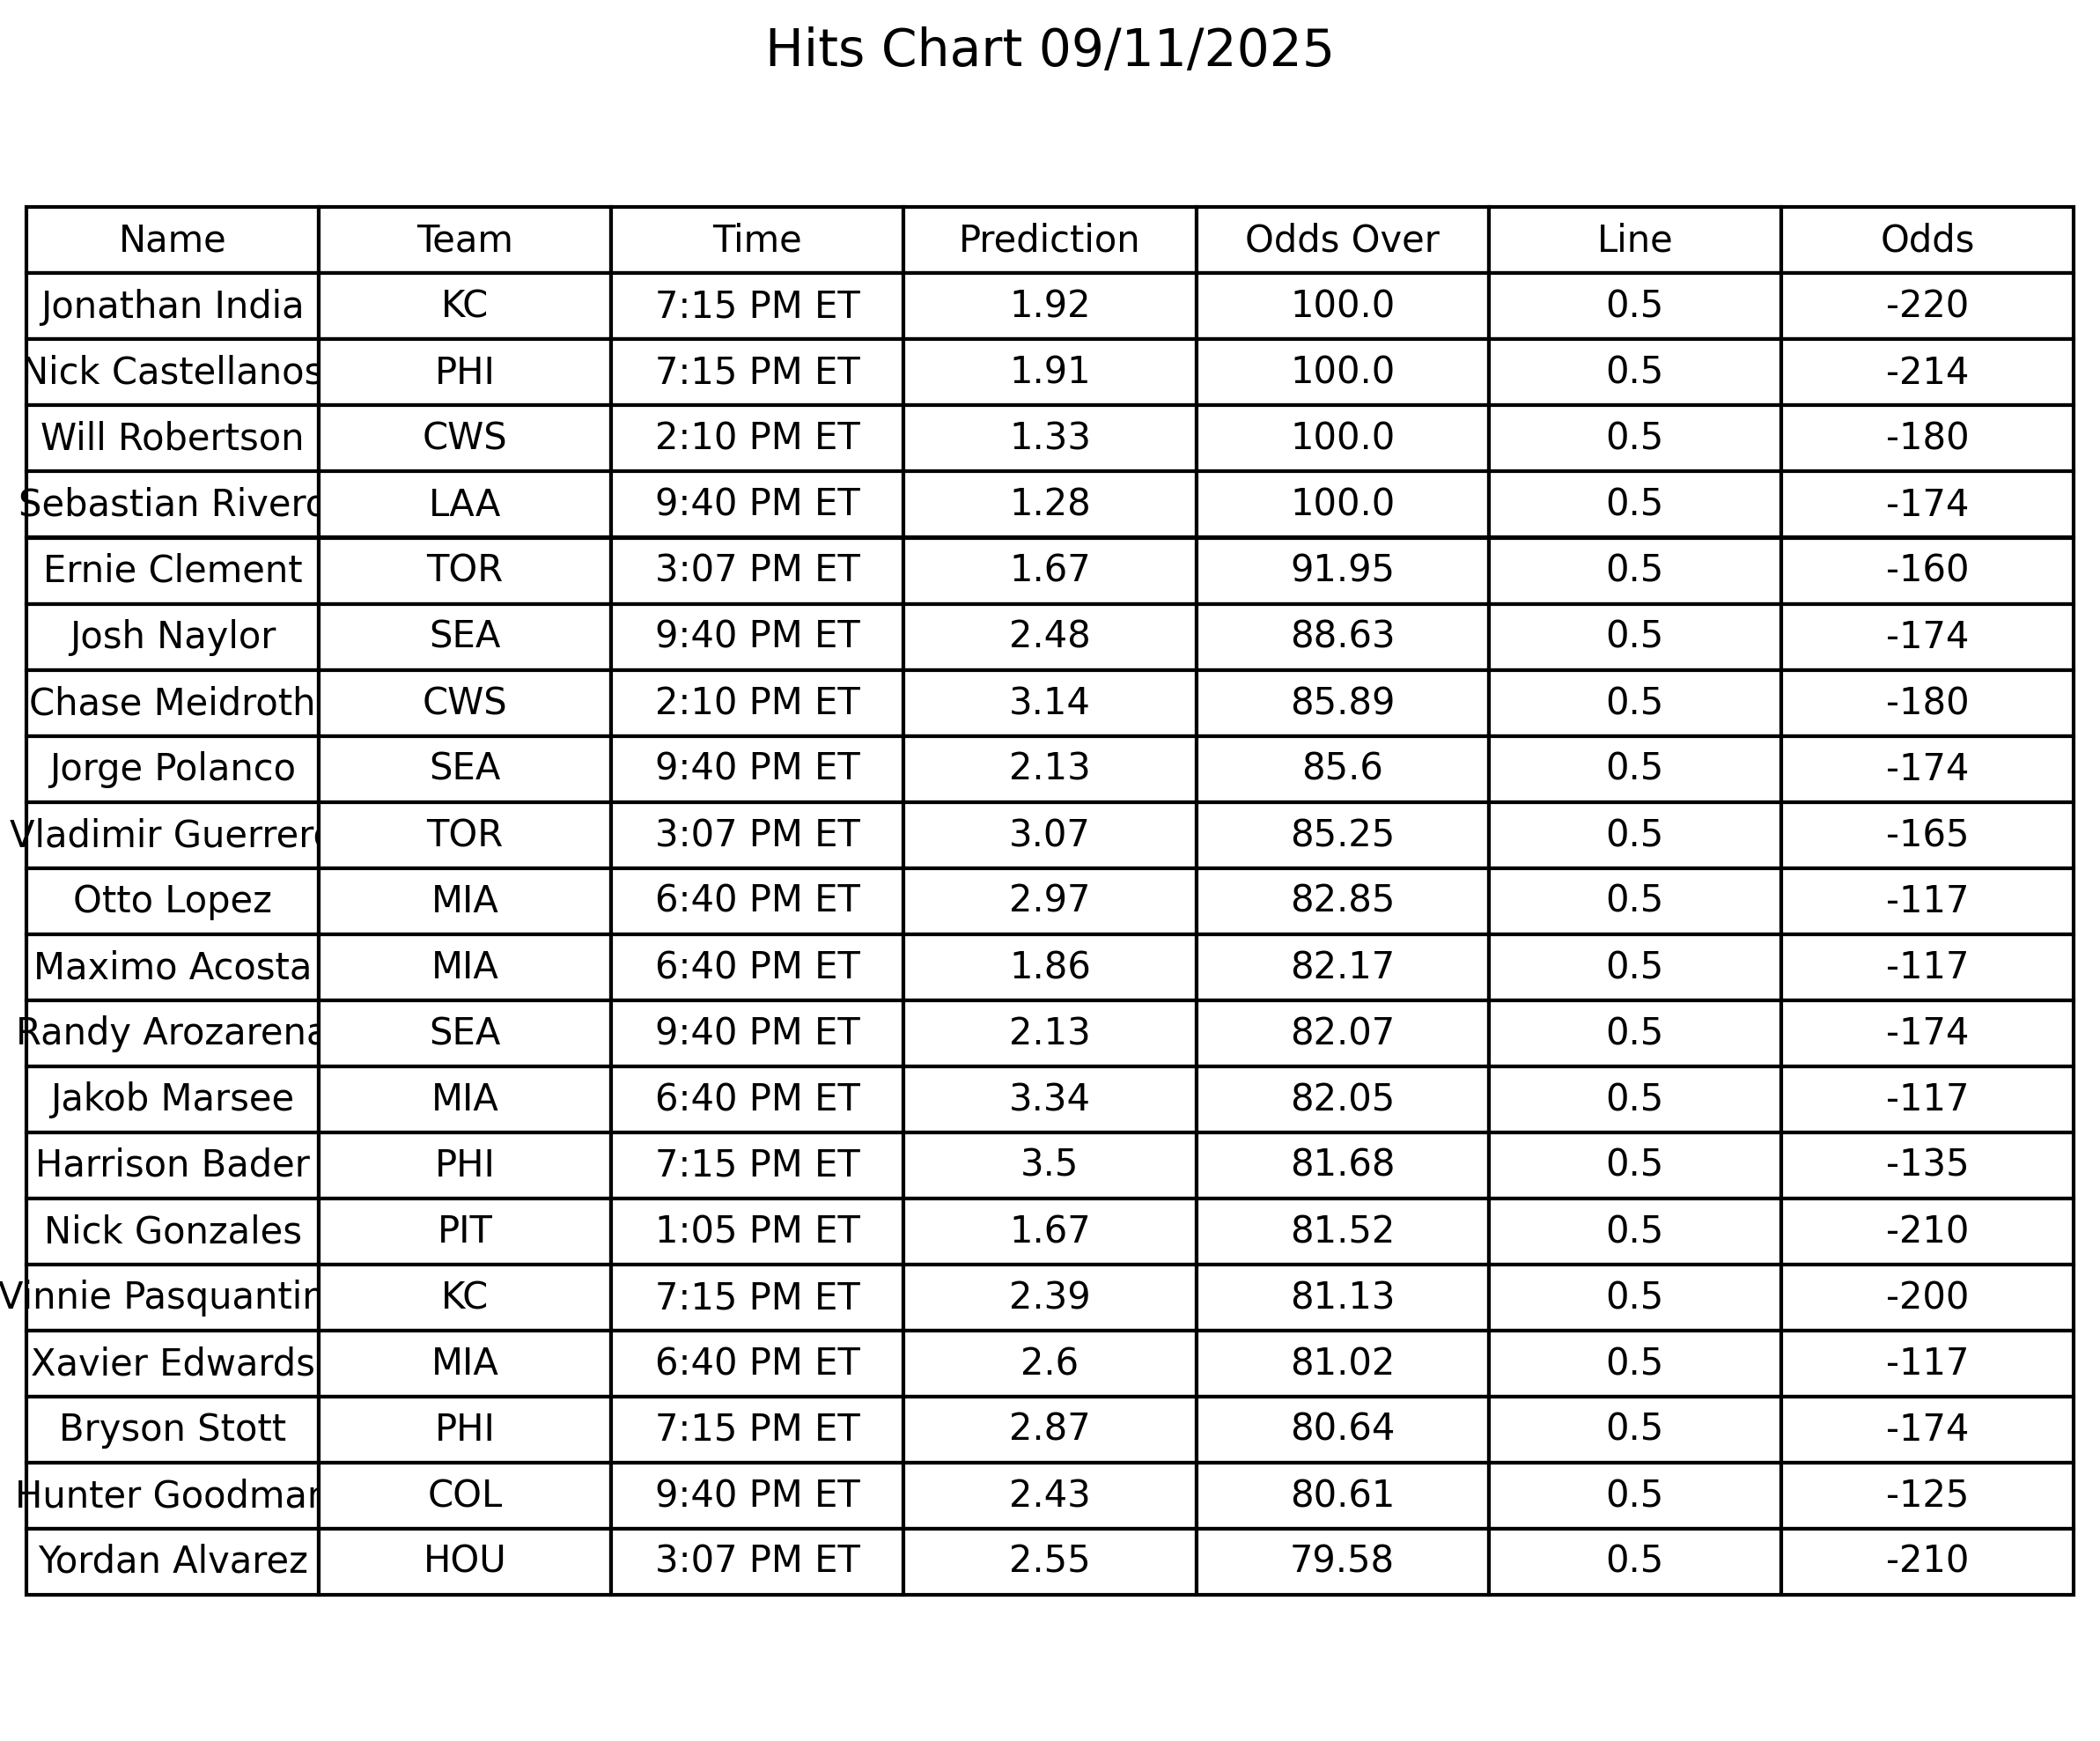 Hits Chart 09/11/2025
Name Team Time Prediction Odds Over Line Odds
Jonathan India KC 7:15 PM ET 1.92 100.0 0.5 -220
Nick Castellanos PHI 7:15 PM ET 1.91 100.0 0.5 -214
Will Robertson CWS 2:10 PM ET 1.33 100.0 0.5 -180
Sebastian Rivero LAA 9:40 PM ET 1.28 100.0 0.5 -174
Ernie Clement TOR 3:07 PM ET 1.67 91.95 0.5 -160
Josh Naylor SEA 9:40 PM ET 2.48 88.63 0.5 -174
Chase Meidroth CWS 2:10 PM ET 3.14 85.89 0.5 -180
Jorge Polanco SEA 9:40 PM ET 2.13 85.6 0.5 -174
Vladimir Guerrero TOR 3:07 PM ET 3.07 85.25 0.5 -165
Otto Lopez MIA 6:40 PM ET 2.97 82.85 0.5 -117
Maximo Acosta MIA 6:40 PM ET 1.86 82.17 0.5 -117
Randy Arozarena SEA 9:40 PM ET 2.13 82.07 0.5 -174
Jakob Marsee MIA 6:40 PM ET 3.34 82.05 0.5 -117
Harrison Bader PHI 7:15 PM ET 3.5 81.68 0.5 -135
Nick Gonzales PIT 1:05 PM ET 1.67 81.52 0.5 -210
Vinnie Pasquantin KC 7:15 PM ET 2.39 81.13 0.5 -200
Xavier Edwards MIA 6:40 PM ET 2.6 81.02 0.5 -117
Bryson Stott PHI 7:15 PM ET 2.87 80.64 0.5 -174
Hunter Goodman COL 9:40 PM ET 2.43 80.61 0.5 -125
Yordan Alvarez HOU 3:07 PM ET 2.55 79.58 0.5 -210